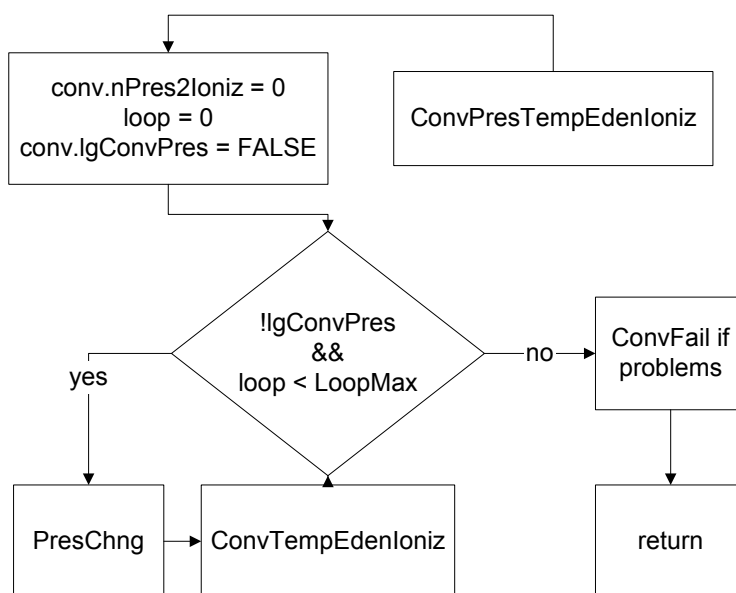 conv.nPres2Ioniz = 0
loop = 0
conv.lgConvPres = FALSE
ConvPresTempEdenIoniz
!lgConvPres
&&
loop < LoopMax
yes
no
ConvFail if
problems
PresChng
ConvTempEdenIoniz
return